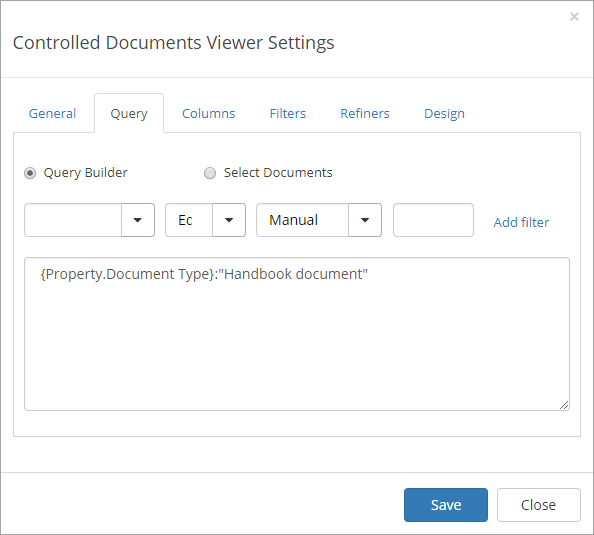 ×
Controlled Documents Viewer Settings
General Query Columns Filters Refiners Design
Query Builder Select Documents
Ec Manual Add filter
{Property.Document Type}:"Handbook document"
Save Close